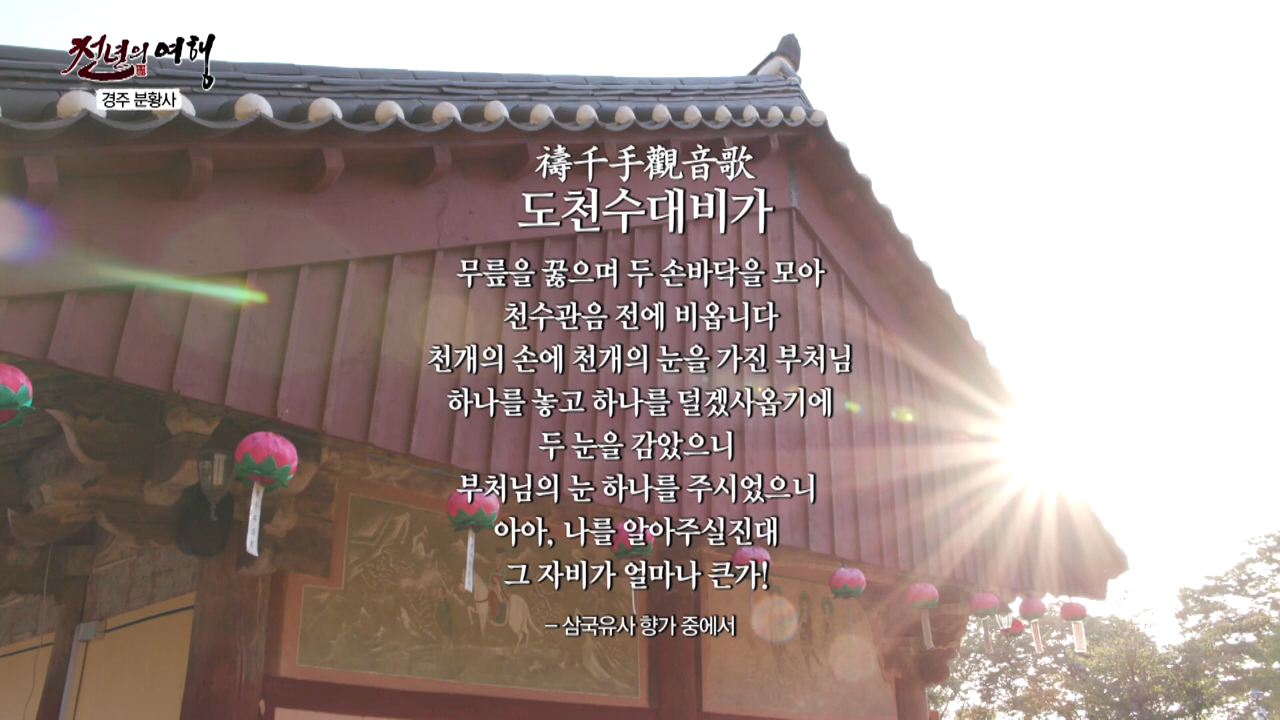 천년의 여행
경주 분황사
禱千手觀音歌
도천수대비가
무릎을 꿇으며 두 손바닥을 모아
천수관음 전에 비옵니다
천개의 손에 천개의 눈을 가진 부처님
하나를 놓고 하나를 덜겠사옵기에
두 눈을 감았으니
부처님의 눈 하나를 주시었으니
아아, 나를 알아주실진대
그 자비가 얼마나 큰가!
– 삼국유사 향가 중에서